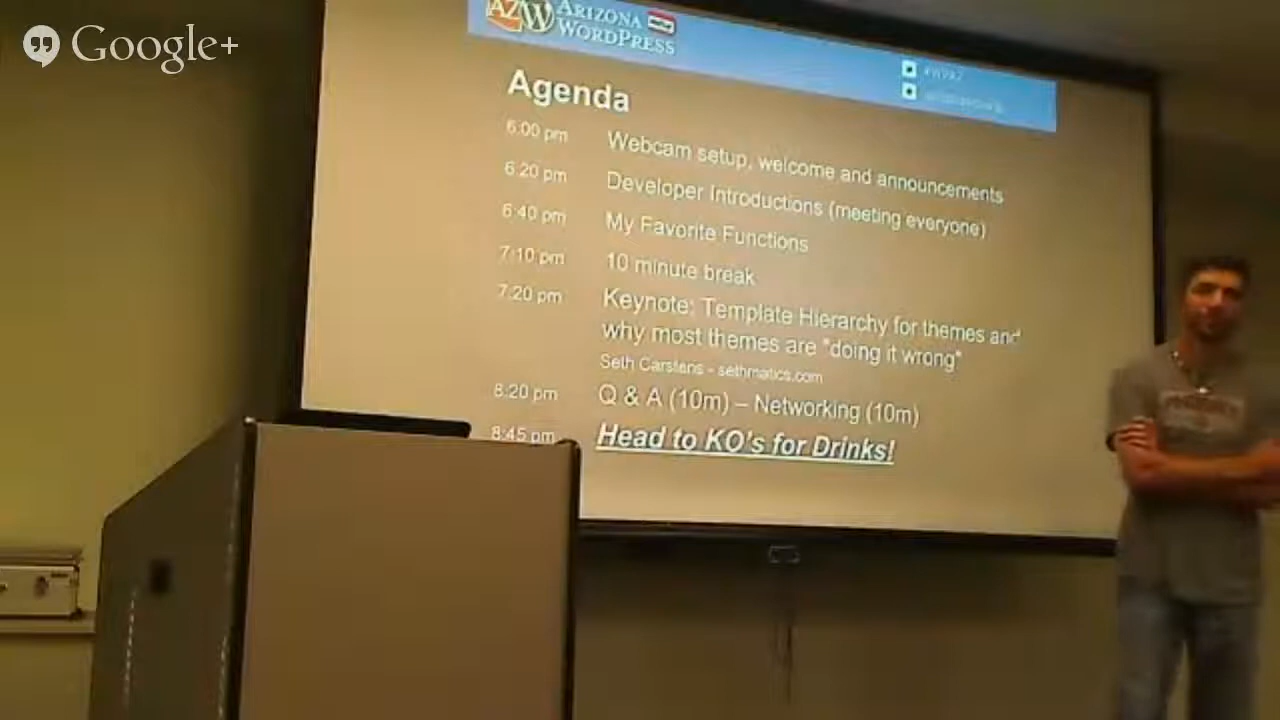 Google+
AZW ARIZONA
WORDPRESS
Agenda
6:00 pm Webcam setup, welcome and announcements
6:20 pm Developer Introductions (meeting everyone)
6:40 pm My Favorite Functions
7:10 pm 10 minute break
7:20 pm Keynote: Template Hierarchy for themes and
why most themes are "doing it wrong"
Seth Carstens - sethmatics.com
8:20 pm Q & A (10m) – Networking (10m)
8:45 pm Head to KO's for Drinks!